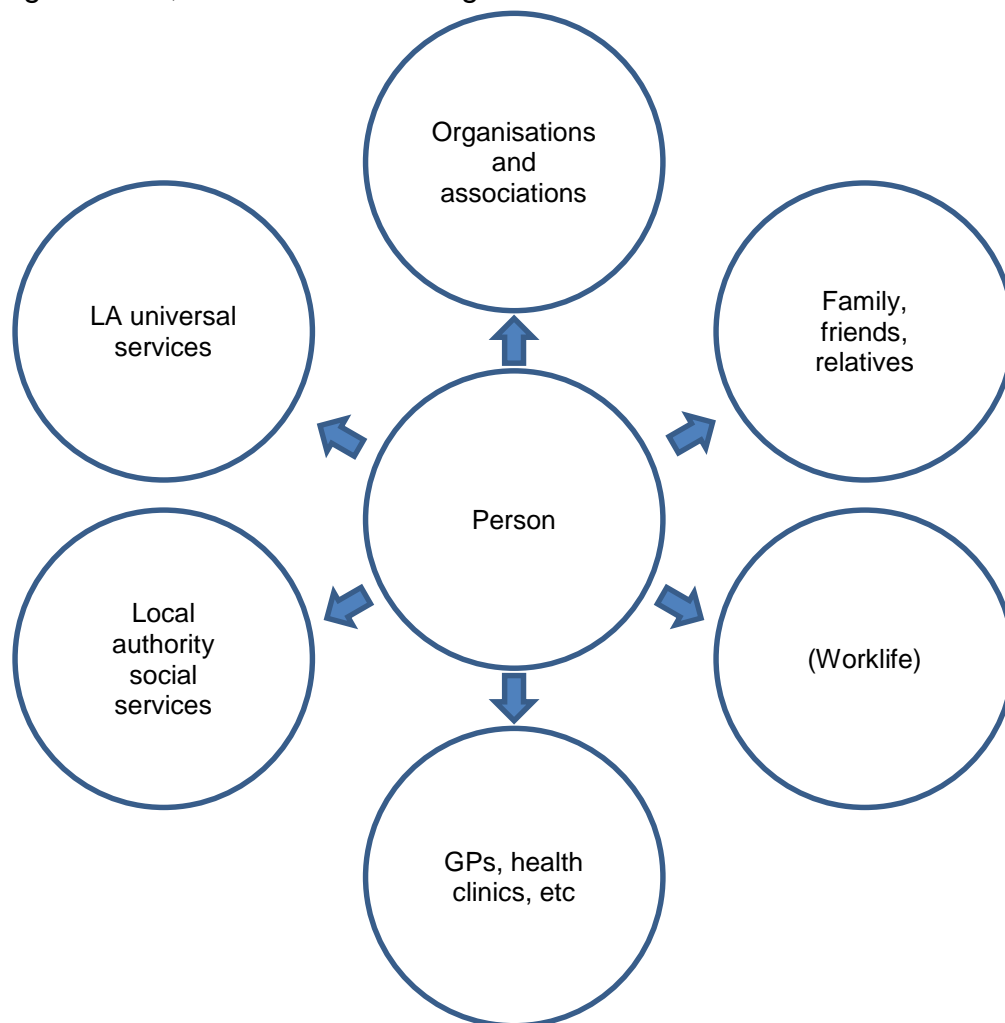 Organisations
and
associations
LA universal
services
Family,
friends,
relatives
Person
Local
authority
social
services
(Worklife)
GPs, health
clinics, etc